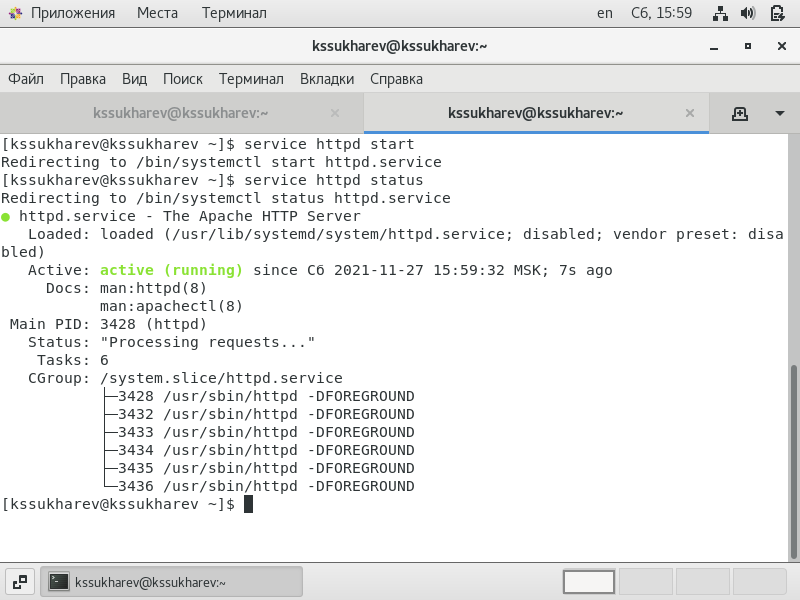 Приложения Места Терминал en Сб, 15:59
kssukharev@kssukharev:~
Файл Правка Вид Поиск Терминал Вкладки Справка
kssukharev@kssukharev:~ kssukharev@kssukharev:~
[kssukharev@kssukharev ~]$ service httpd start
Redirecting to /bin/systemctl start httpd.service
[kssukharev@kssukharev ~]$ service httpd status
Redirecting to /bin/systemctl status httpd.service
● httpd.service - The Apache HTTP Server
   Loaded: loaded (/usr/lib/systemd/system/httpd.service; disabled; vendor preset: disa
bled)
   Active: active (running) since Сб 2021-11-27 15:59:32 MSK; 7s ago
     Docs: man:httpd(8)
           man:apachectl(8)
 Main PID: 3428 (httpd)
   Status: "Processing requests..."
    Tasks: 6
   CGroup: /system.slice/httpd.service
           ├─3428 /usr/sbin/httpd -DFOREGROUND
           ├─3432 /usr/sbin/httpd -DFOREGROUND
           ├─3433 /usr/sbin/httpd -DFOREGROUND
           ├─3434 /usr/sbin/httpd -DFOREGROUND
           ├─3435 /usr/sbin/httpd -DFOREGROUND
           └─3436 /usr/sbin/httpd -DFOREGROUND
[kssukharev@kssukharev ~]$
kssukharev@kssukharev:~